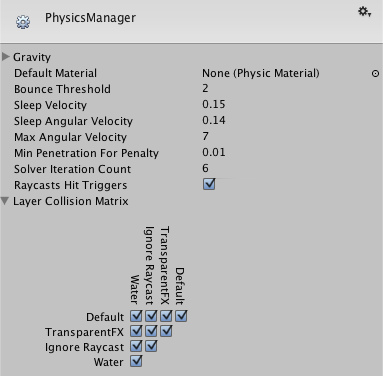 PhysicsManager
Gravity
Default Material None (Physic Material)
Bounce Threshold 2
Sleep Velocity 0.15
Sleep Angular Velocity 0.14
Max Angular Velocity 7
Min Penetration For Penalty 0.01
Solver Iteration Count 6
Raycasts Hit Triggers
Layer Collision Matrix
Water
Ignore Raycast
TransparentFX
Default
Default
TransparentFX
Ignore Raycast
Water